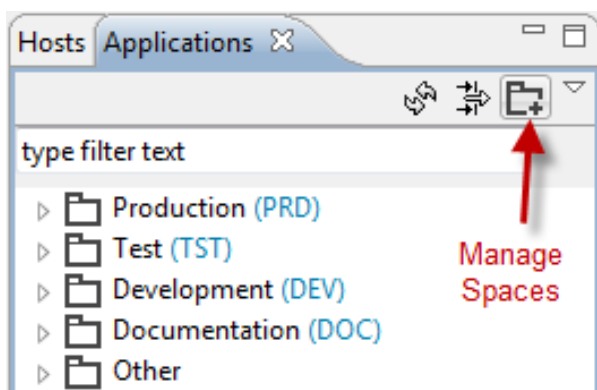 Hosts Applications
type filter text
Production (PRD)
Test (TST)
Manage
Development (DEV)
Spaces
Documentation (DOC)
Other